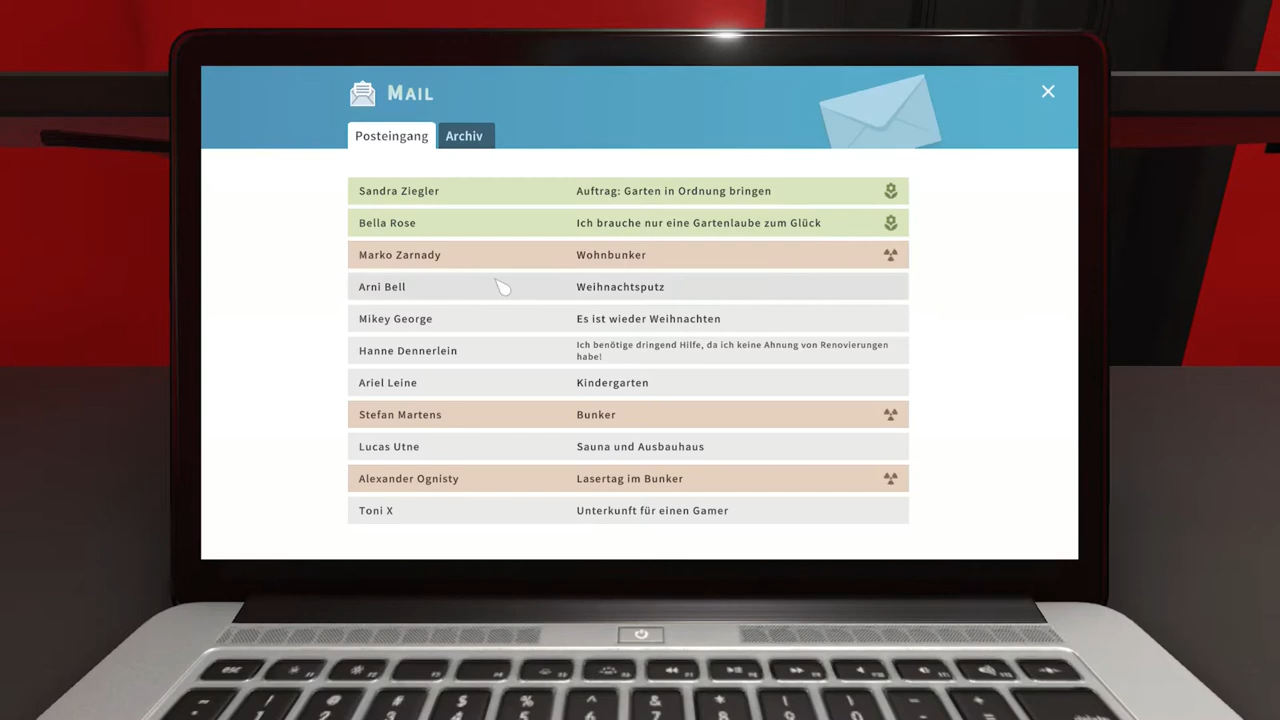 MAIL
Posteingang
Archiv
Sandra Ziegler
Auftrag: Garten in Ordnung bringen
Bella Rose
Ich brauche nur eine Gartenlaube zum Glück
Marko Zarnady
Wohnbunker
Arni Bell
Weihnachtsputz
Mikey George
Es ist wieder Weihnachten
Hanne Dennerlein
Ich benötige dringend Hilfe, da ich keine Ahnung von Renovierungen
habe!
Ariel Leine
Kindergarten
Stefan Martens
Bunker
Lucas Utne
Sauna und Ausbauhaus
Alexander Ognisty
Lasertag im Bunker
Toni X
Unterkunft für einen Gamer